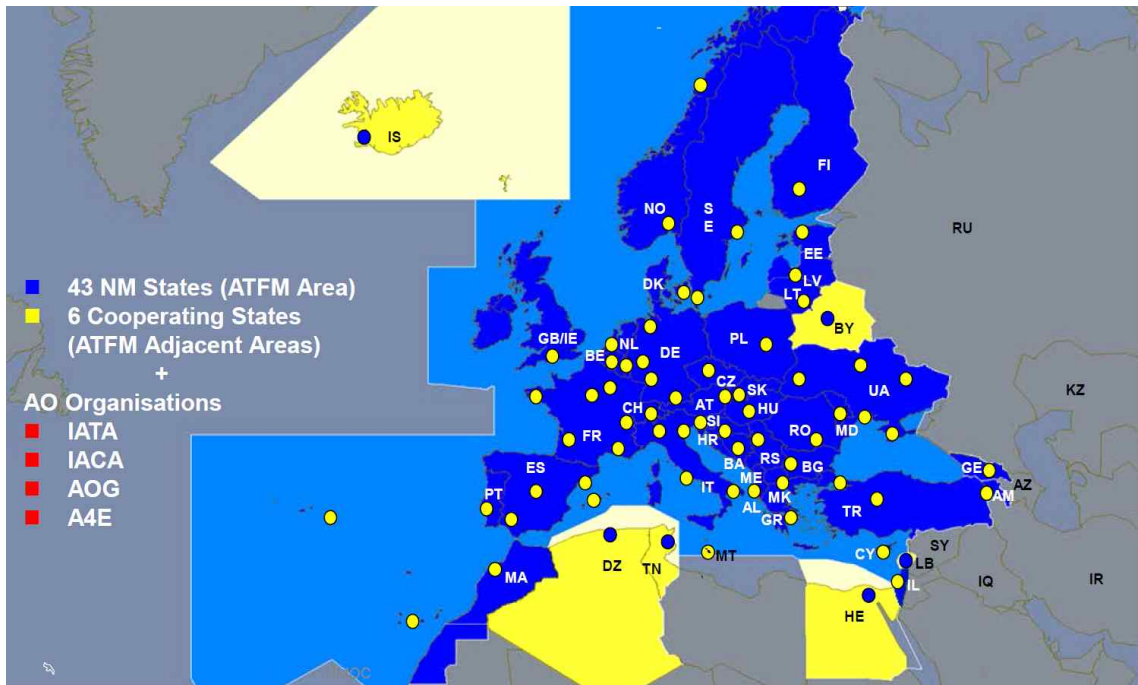 IS
FI
NO
S
E
RU
EE
LV
DK
LT
43 NM States (ATFM Area)
6 Cooperating States
(ATFM Adjacent Areas)
+
AO Organisations
IATA
IACA
AOG
A4E
BY
GB/IE
NL
PL
BE
DE
UA
CZ
SK
KZ
CH
AT
HU
SI
MD
FR
HR
RO
BA
RS
BG
GE
ES
IT
ME
MK
AZ
PT
AL
TR
AM
GR
CY
SY
MT
LB
DZ
TN
MA
IL
IQ
IR
HE